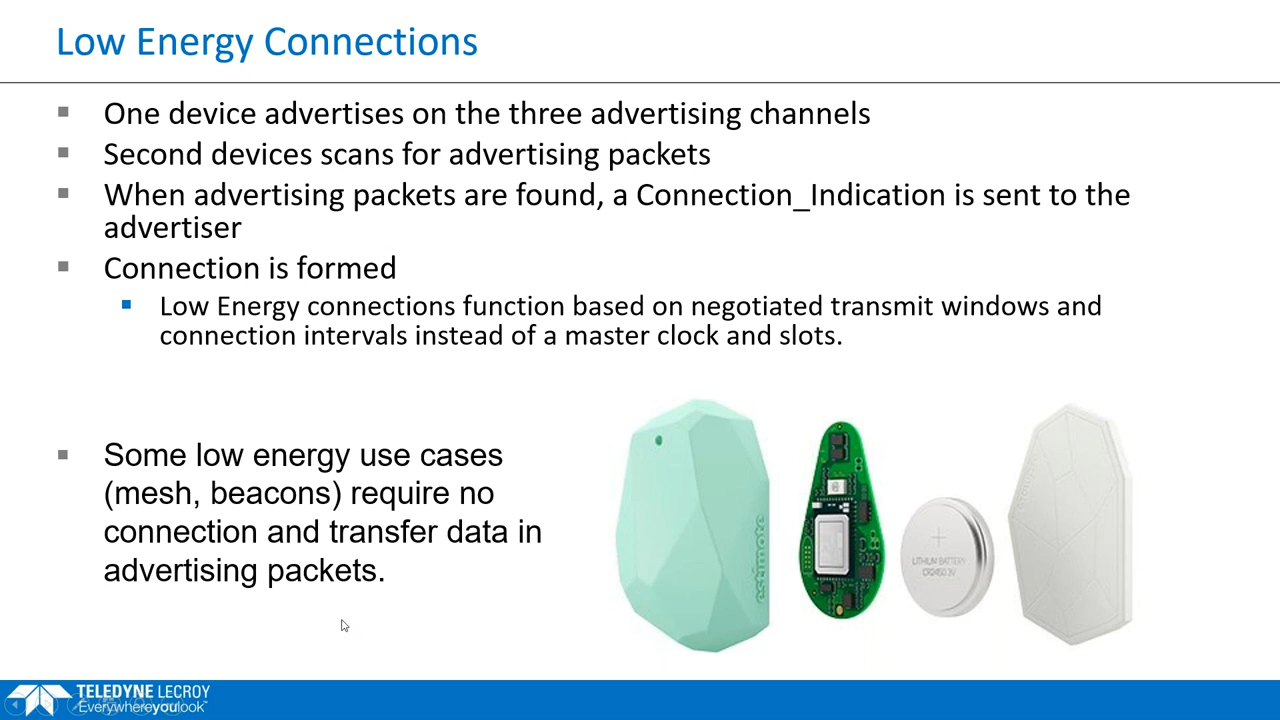 Low Energy Connections
One device advertises on the three advertising channels
Second devices scans for advertising packets
When advertising packets are found, a Connection_Indication is sent to the
advertiser
Connection is formed
Low Energy connections function based on negotiated transmit windows and
connection intervals instead of a master clock and slots.
Some low energy use cases
(mesh, beacons) require no
connection and transfer data in
advertising packets.
estimote
LITHIUM BATTERY
CR2450 3V
TELEDYNE LECROY
Everywhereyoulook